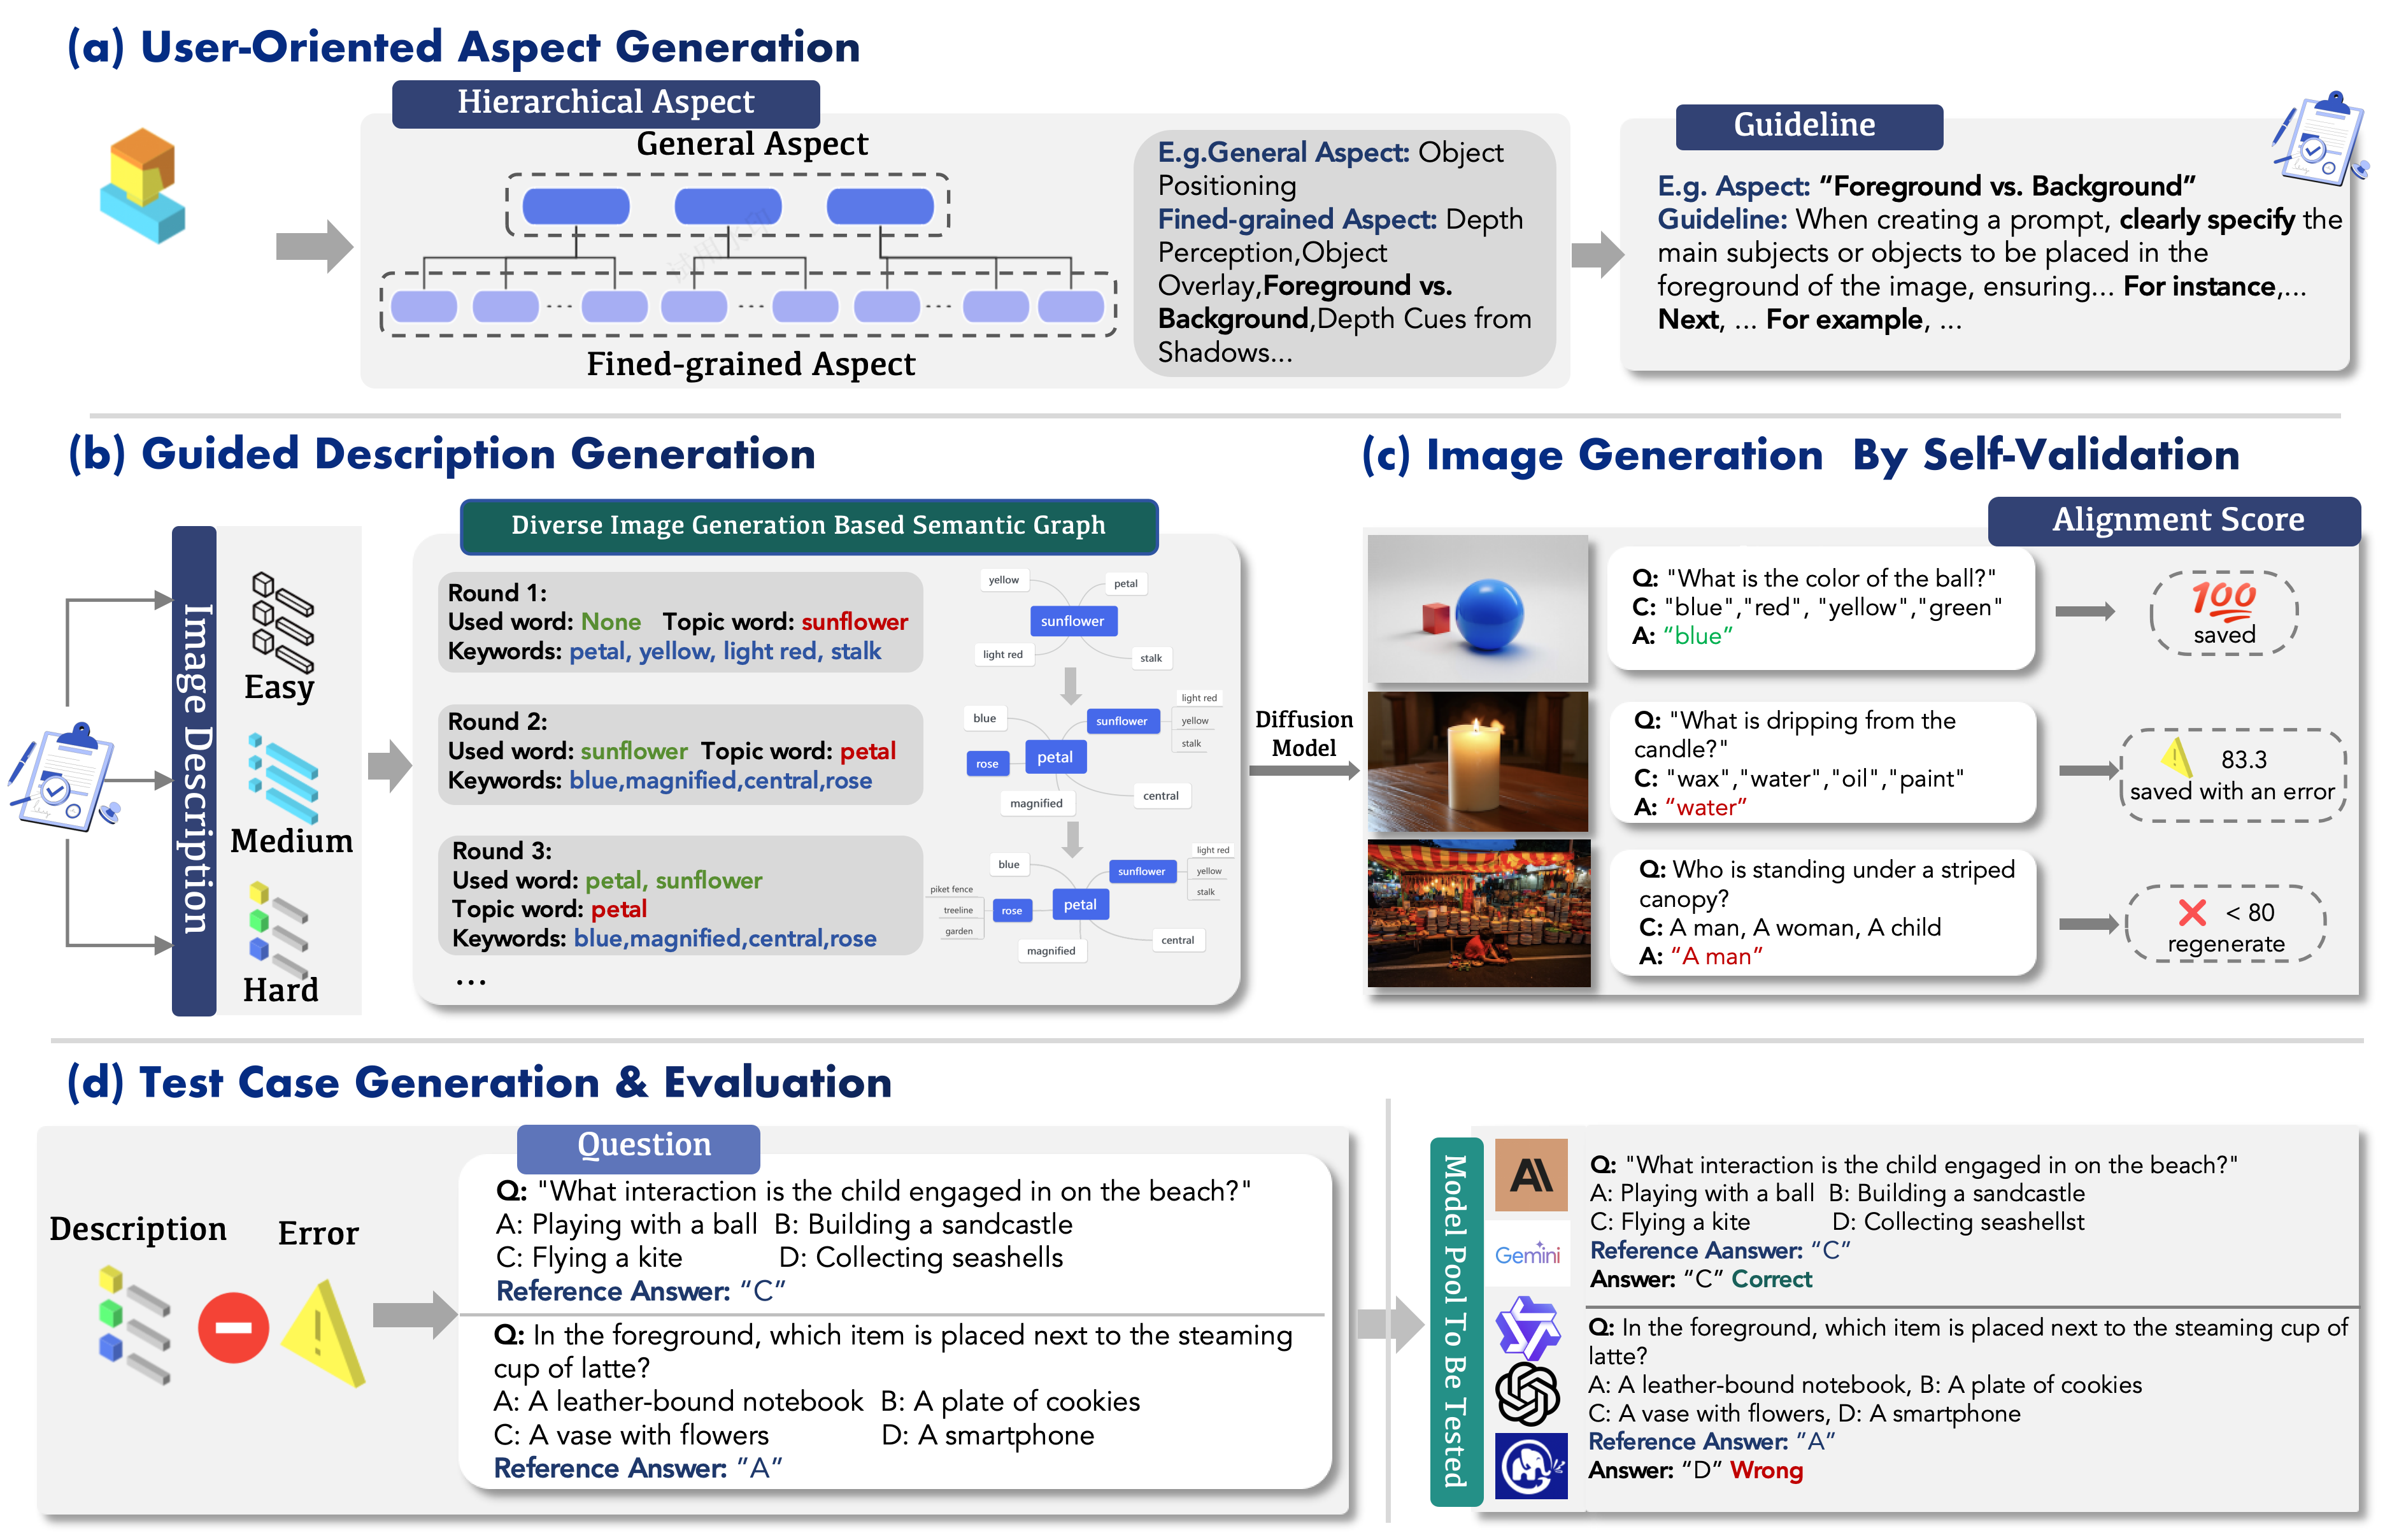 (a) User-Oriented Aspect Generation
Hierarchical Aspect
General Aspect
Fined-grained Aspect
试用水印
E.g.General Aspect: Object
Positioning
Fined-grained Aspect: Depth
Perception,Object
Overlay,Foreground vs.
Background,Depth Cues from
Shadows...
Guideline
E.g. Aspect: “Foreground vs. Background”
Guideline: When creating a prompt, clearly specify the
main subjects or objects to be placed in the
foreground of the image, ensuring... For instance,...
Next, ... For example, ...
(b) Guided Description Generation
Image Description
Easy
Medium
Hard
Diverse Image Generation Based Semantic Graph
Round 1:
Used word: None Topic word: sunflower
Keywords: petal, yellow, light red, stalk
yellow
petal
sunflower
light red
stalk
Round 2:
Used word: sunflower Topic word: petal
Keywords: blue,magnified,central,rose
light red
blue
sunflower
yellow
stalk
rose
petal
magnified
central
Round 3:
Used word: petal, sunflower
Topic word: petal
Keywords: blue,magnified,central,rose
...
light red
blue
sunflower
yellow
stalk
piket fence
treeline
garden
rose
petal
magnified
central
Diffusion
Model
(c) Image Generation By Self-Validation
Alignment Score
Q: "What is the color of the ball?"
C: "blue","red", "yellow","green"
A: “blue”
100
saved
Q: "What is dripping from the
candle?"
C: "wax","water","oil","paint"
A: “water”
83.3
saved with an error
Q: Who is standing under a striped
canopy?
C: A man, A woman, A child
A: “A man”
< 80
regenerate
(d) Test Case Generation & Evaluation
Description
Error
Question
Q: "What interaction is the child engaged in on the beach?"
A: Playing with a ball B: Building a sandcastle
C: Flying a kite D: Collecting seashells
Reference Answer: “C”
Q: In the foreground, which item is placed next to the steaming
cup of latte?
A: A leather-bound notebook B: A plate of cookies
C: A vase with flowers D: A smartphone
Reference Answer: “A”
Model Pool To Be Tested
A\
Gemini
Q: "What interaction is the child engaged in on the beach?"
A: Playing with a ball B: Building a sandcastle
C: Flying a kite D: Collecting seashellst
Reference Aanswer: “C”
Answer: “C” Correct
Q: In the foreground, which item is placed next to the steaming cup of
latte?
A: A leather-bound notebook, B: A plate of cookies
C: A vase with flowers, D: A smartphone
Reference Answer: “A”
Answer: “D” Wrong